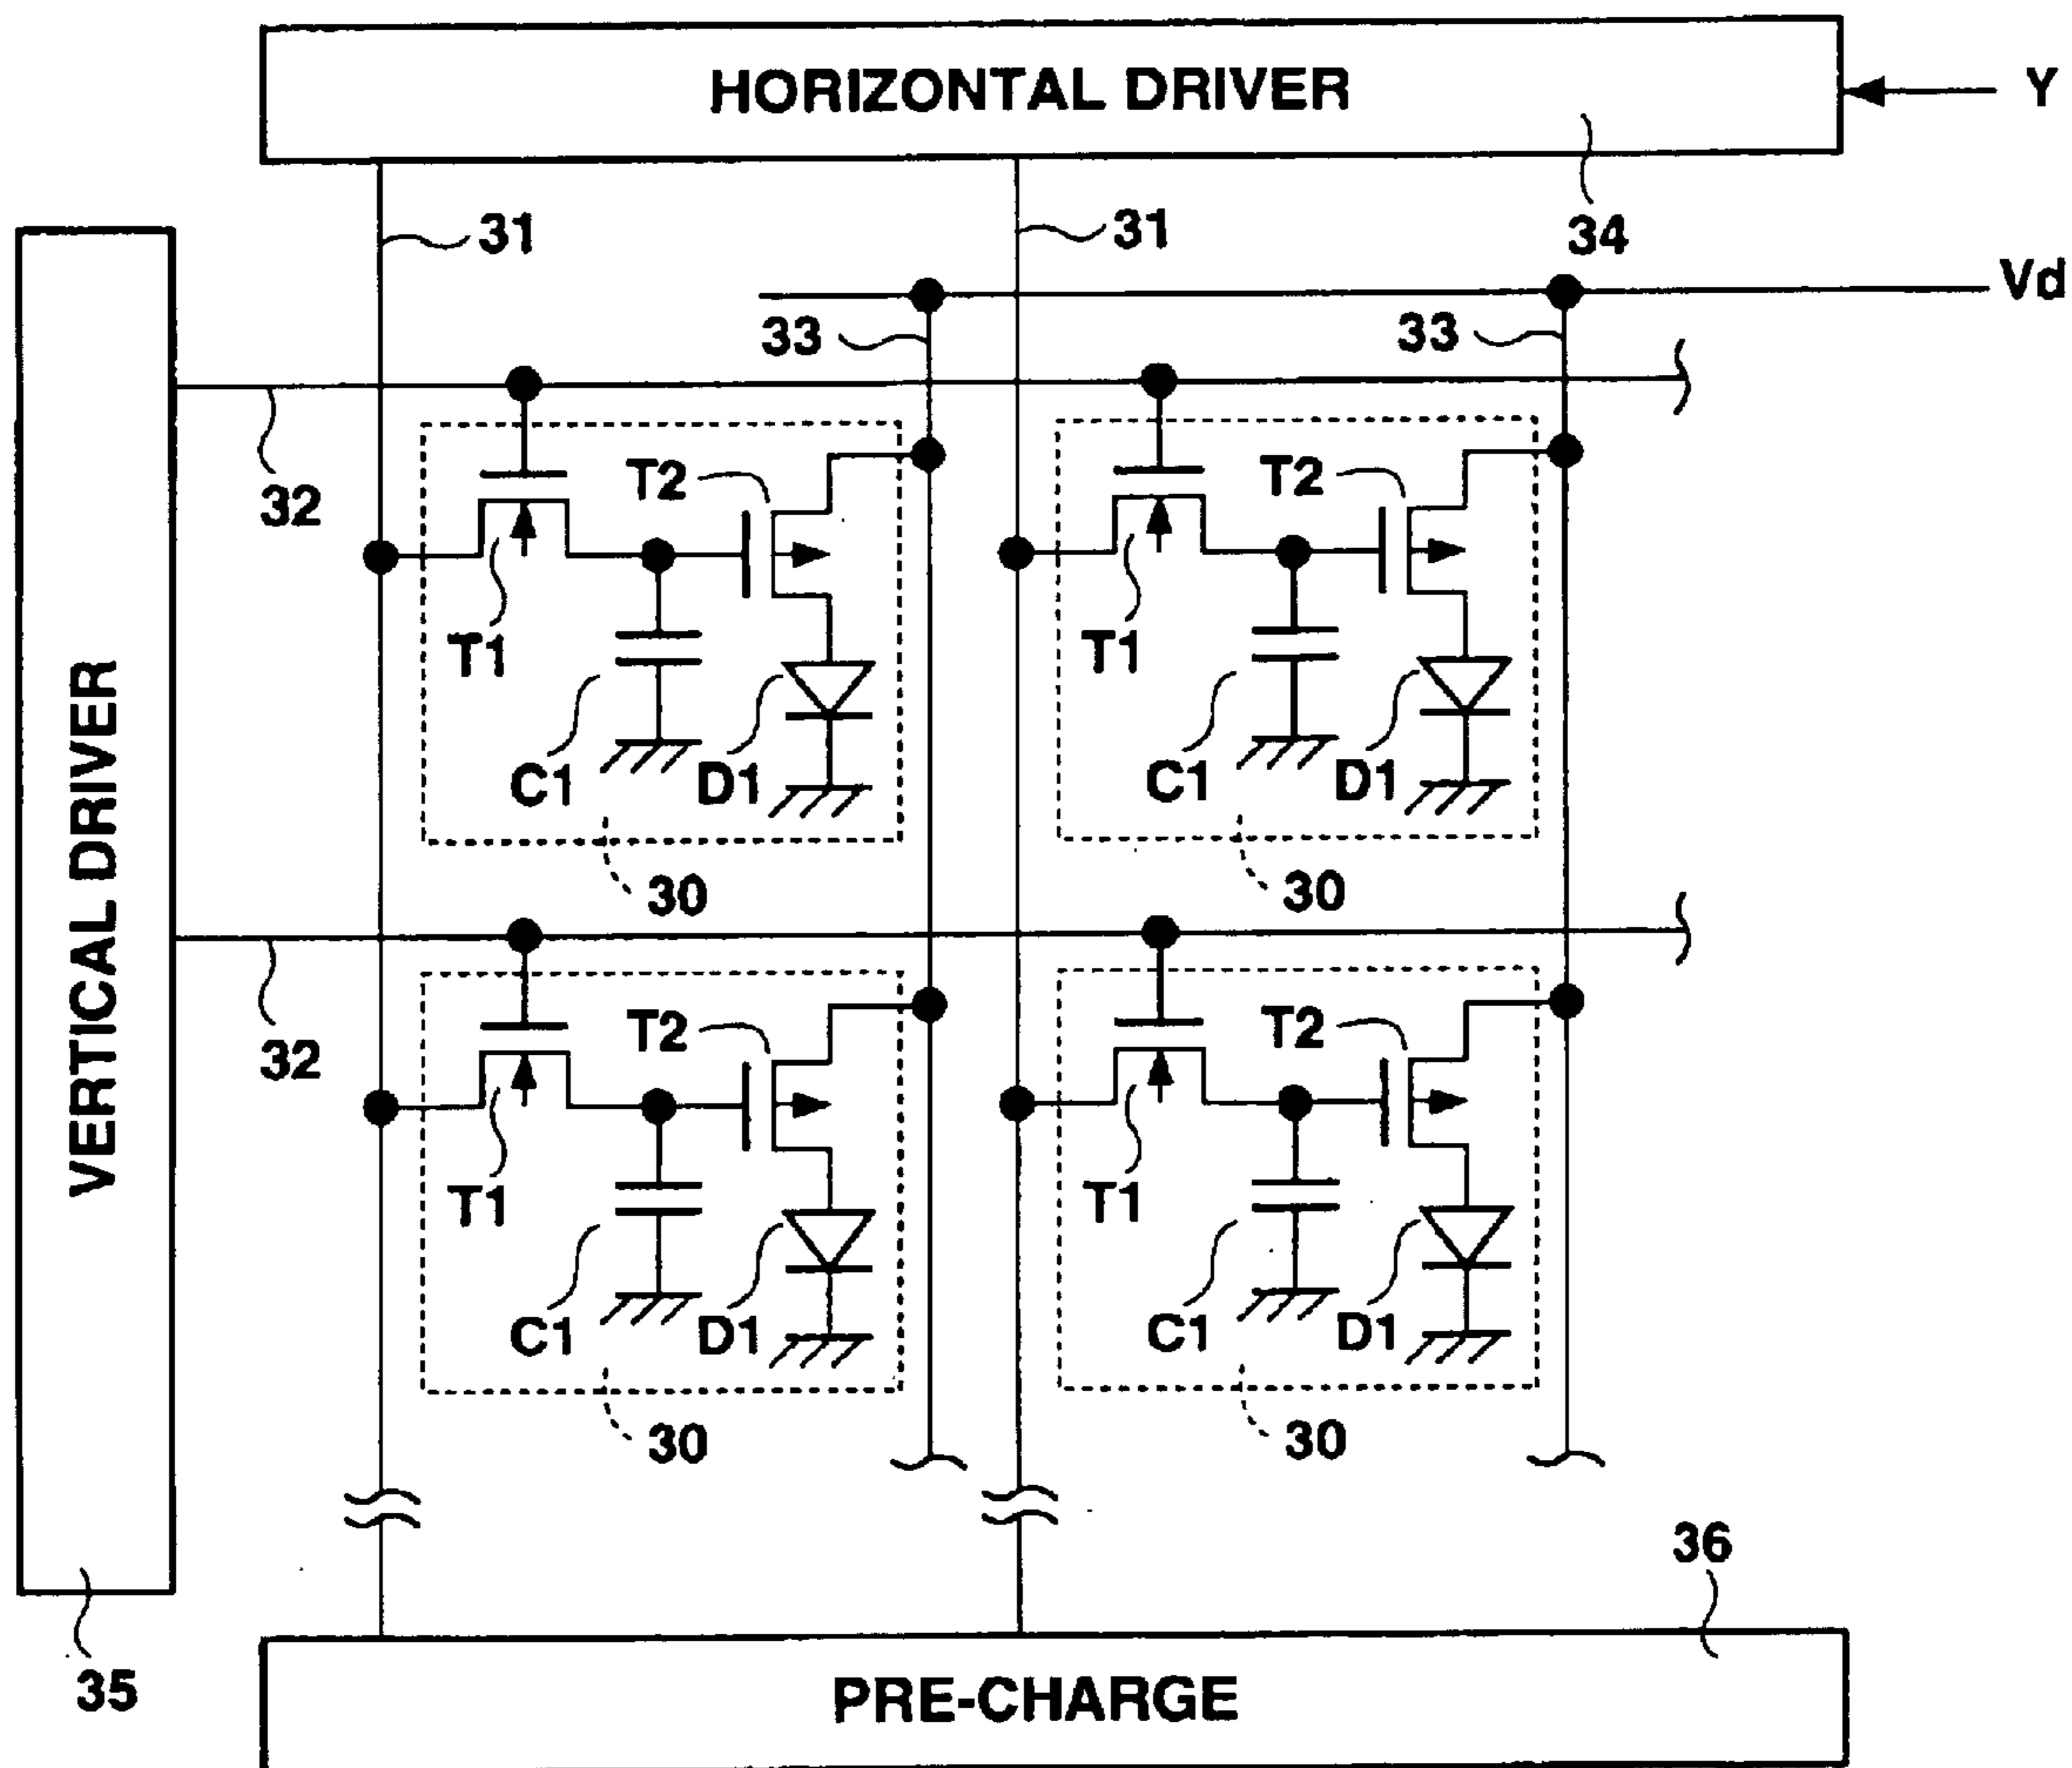 HORIZONTAL DRIVER
Y
31
31
34
Vd
33
33
32
T2
T2
T1
T1
C1
D1
C1
D1
30
30
VERTICAL DRIVER
32
T2
T2
T1
T1
C1
D1
C1
D1
30
30
36
35
PRE-CHARGE